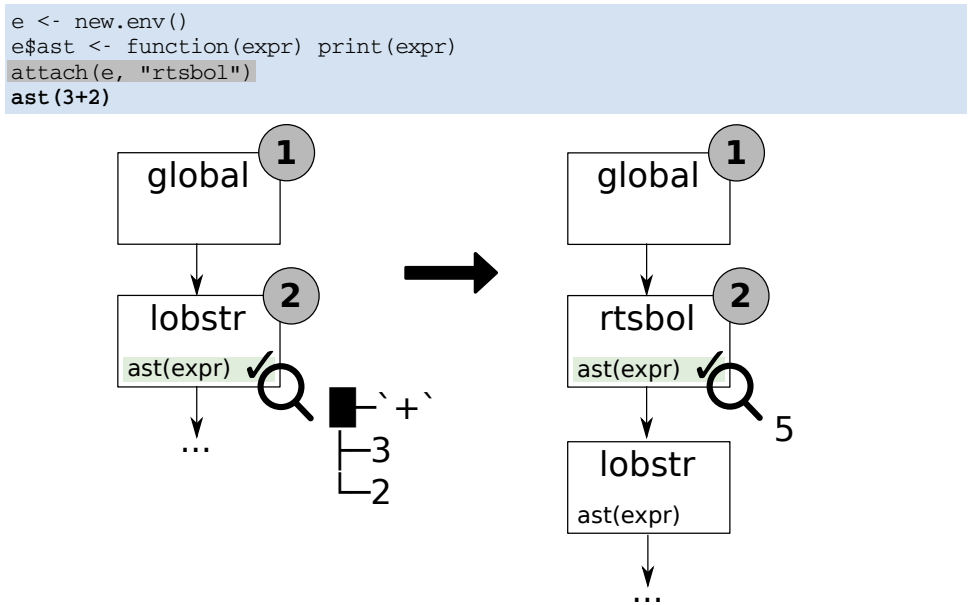 e <- new.env()
e$ast <- function(expr) print(expr)
attach(e, "rtsbol")
ast(3+2)
1
global
2
lobstr
ast(expr) ✓
...
`+`
3
2
1
global
2
rtsbol
ast(expr) ✓
5
lobstr
ast(expr)
...